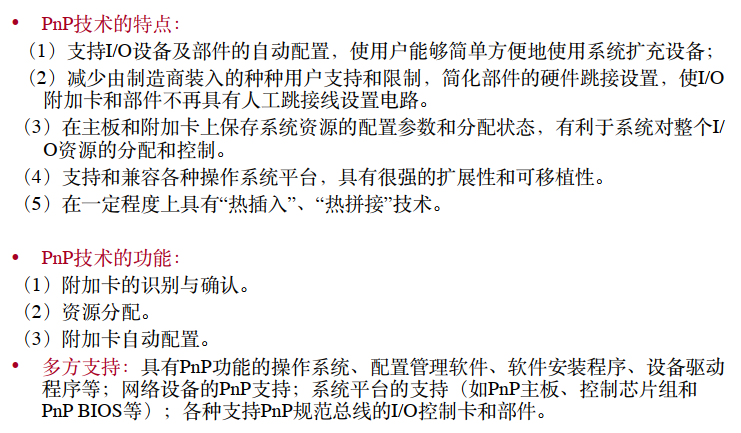 • PnP技术的特点：
（1）支持I/O设备及部件的自动配置，使用户能够简单方便地使用系统扩充设备；
（2）减少由制造商装入的种种用户支持和限制，简化部件的硬件跳接设置，使I/O
附加卡和部件不再具有人工跳接线设置电路。
（3）在主板和附加卡上保存系统资源的配置参数和分配状态，有利于系统对整个I/
O资源的分配和控制。
（4）支持和兼容各种操作系统平台，具有很强的扩展性和可移植性。
（5）在一定程度上具有“热插入”、“热拼接”技术。
• PnP技术的功能：
（1）附加卡的识别与确认。
（2）资源分配。
（3）附加卡自动配置。
• 多方支持：具有PnP功能的操作系统、配置管理软件、软件安装程序、设备驱动
程序等；网络设备的PnP支持；系统平台的支持（如PnP主板、控制芯片组和
PnP BIOS等）；各种支持PnP规范总线的I/O控制卡和部件。